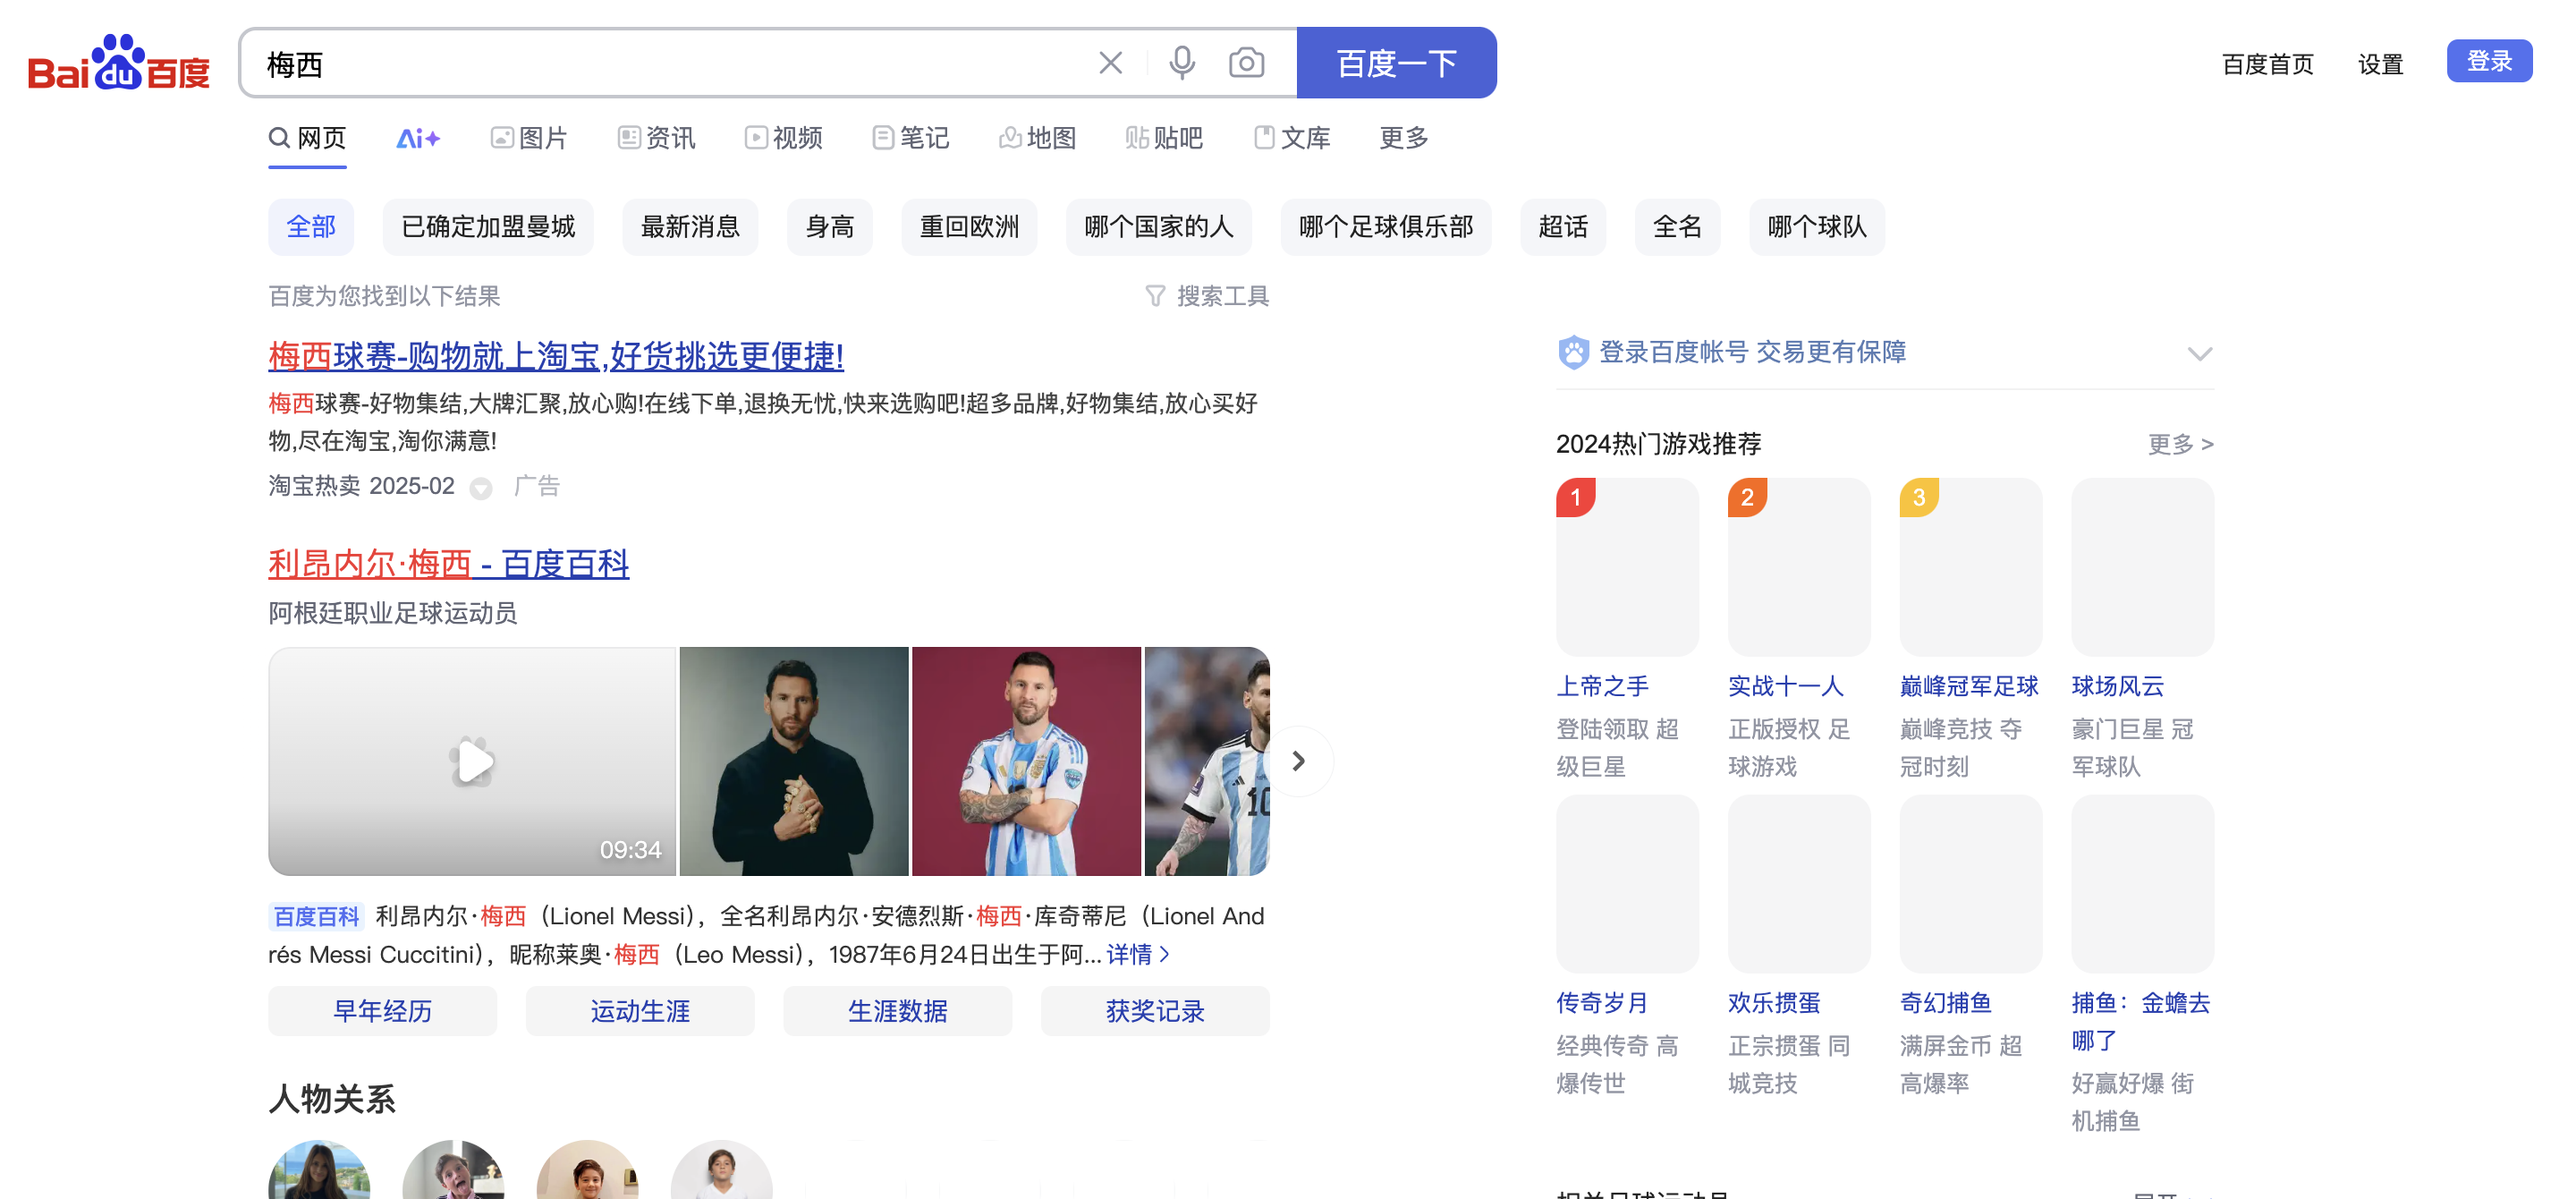 Bai du 百度
梅西
百度一下
百度首页 设置 登录
网页 Ai 图片 资讯 视频 笔记 地图 贴 贴吧 文库 更多
全部 已确定加盟曼城 最新消息 身高 重回欧洲 哪个国家的人 哪个足球俱乐部 超话 全名 哪个球队
百度为您找到以下结果 搜索工具
梅西球赛-购物就上淘宝,好货挑选更便捷!
梅西球赛-好物集结,大牌汇聚,放心购!在线下单,退换无忧,快来选购吧!超多品牌,好物集结,放心买好
物,尽在淘宝,淘你满意!
淘宝热卖 2025-02 广告
利昂内尔·梅西 - 百度百科
阿根廷职业足球运动员
09:34
10
百度百科 利昂内尔·梅西（Lionel Messi），全名利昂内尔·安德烈斯·梅西·库奇蒂尼（Lionel And
rés Messi Cuccitini），昵称莱奥·梅西（Leo Messi），1987年6月24日出生于阿... 详情
早年经历 运动生涯 生涯数据 获奖记录
人物关系
登录百度帐号 交易更有保障
2024热门游戏推荐 更多 >
1 2 3
上帝之手 实战十一人 巅峰冠军足球 球场风云
登陆领取 超 正版授权 足 巅峰竞技 夺 豪门巨星 冠
级巨星 球游戏 冠时刻 军球队
传奇岁月 欢乐掼蛋 奇幻捕鱼 捕鱼：金蟾去
哪了
经典传奇 高 正宗掼蛋 同 满屏金币 超 好赢好爆 街
爆传世 城竞技 高爆率 机捕鱼